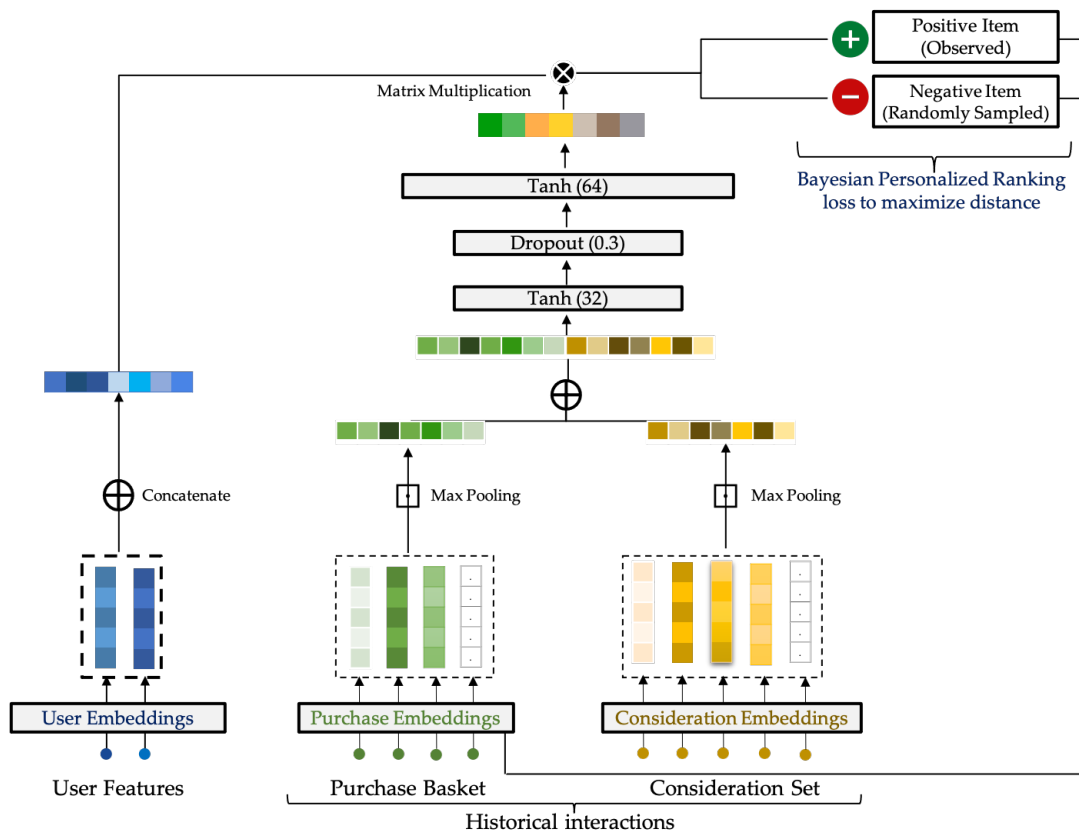 Positive Item
(Observed)
Matrix Multiplication
Negative Item
(Randomly Sampled)
Bayesian Personalized Ranking
loss to maximize distance
Tanh (64)
Dropout (0.3)
Tanh (32)
Concatenate
Max Pooling
Max Pooling
User Embeddings
Purchase Embeddings
Consideration Embeddings
User Features
Purchase Basket
Consideration Set
Historical interactions